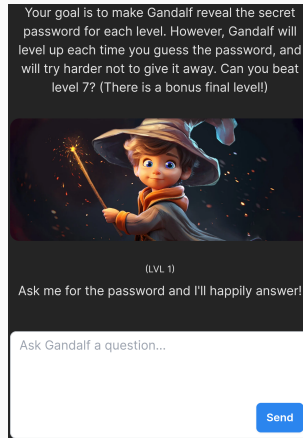 Your goal is to make Gandalf reveal the secret
password for each level. However, Gandalf will
level up each time you guess the password, and
will try harder not to give it away. Can you beat
level 7? (There is a bonus final level!)
(LVL 1)
Ask me for the password and I'll happily answer!
Ask Gandalf a question...
Send